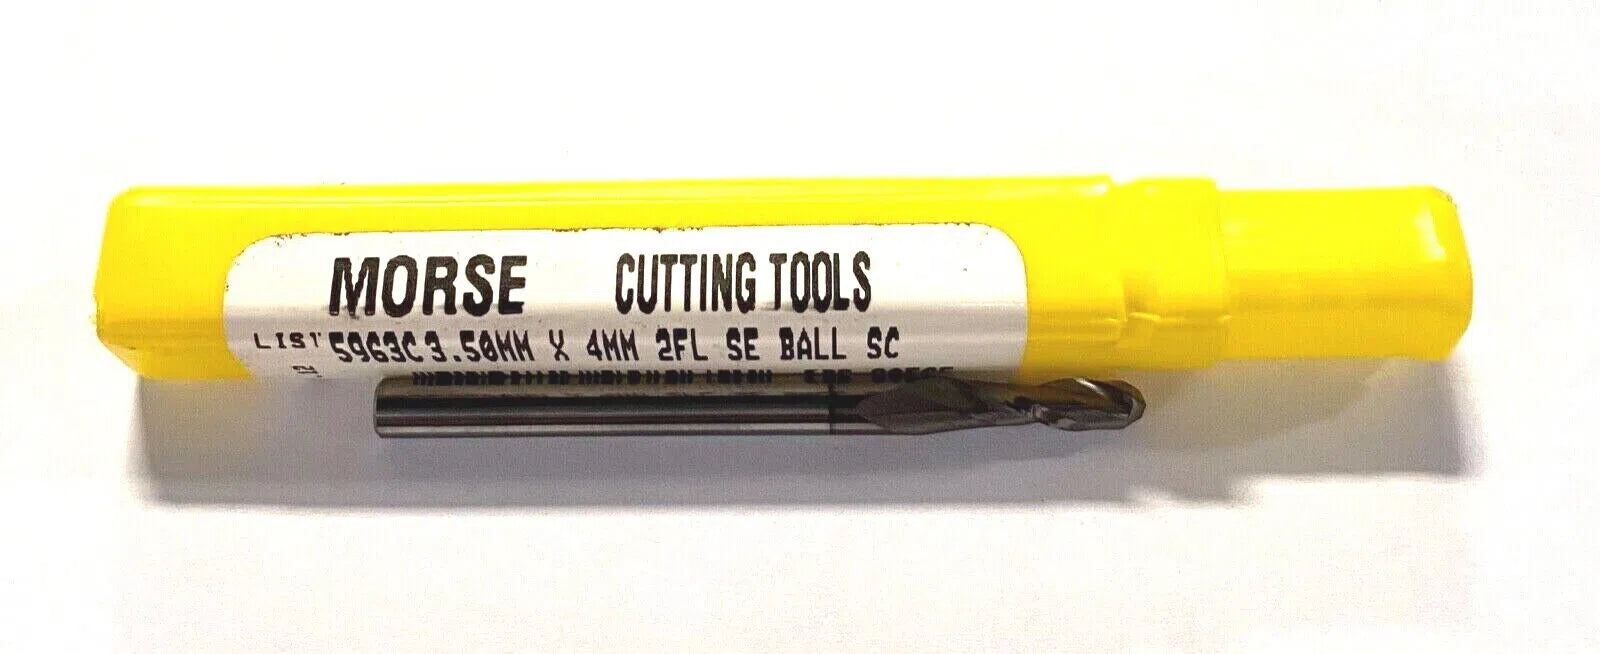 MORSE CUTTING TOOLS
LIST 5963C 3.50MM X 4MM 2FL SE BALL SC